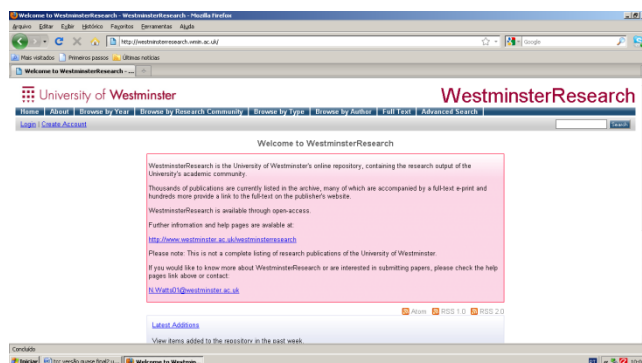 Welcome to WestminsterResearch - WestminsterResearch - Mozilla Firefox
Arquivo Editar Exibir Histórico Favoritos Ferramentas Ajuda
http://westminsterresearch.wmin.ac.uk/
Google
Mais visitados Primeiros passos Últimas notícias
Welcome to WestminsterResearch - ...
University of Westminster
WestminsterResearch
Home | About | Browse by Year | Browse by Research Community | Browse by Type | Browse by Author | Full Text | Advanced Search |
Login | Create Account
Search
Welcome to WestminsterResearch
WestminsterResearch is the University of Westminster's online repository, containing the research output of the
University's academic community.
Thousands of publications are currently listed in the archive, many of which are accompanied by a full-text e-print and
hundreds more provide a link to the full-text on the publisher's website.
WestminsterResearch is available through open-access.
Further infromation and help pages are avalable at:
http://www.westminster.ac.uk/westminsterresearch
Please note: This is not a complete listing of research publications of the University of Westminster.
If you would like to know more about WestminsterResearch or are interested in submitting papers, please check the help
pages link above or contact:
N.Watts01@westminster.ac.uk
Atom RSS 1.0 RSS 2.0
Latest Additions
View items added to the repository in the past week.
Concluído
Iniciar
Welcome to Westmin...